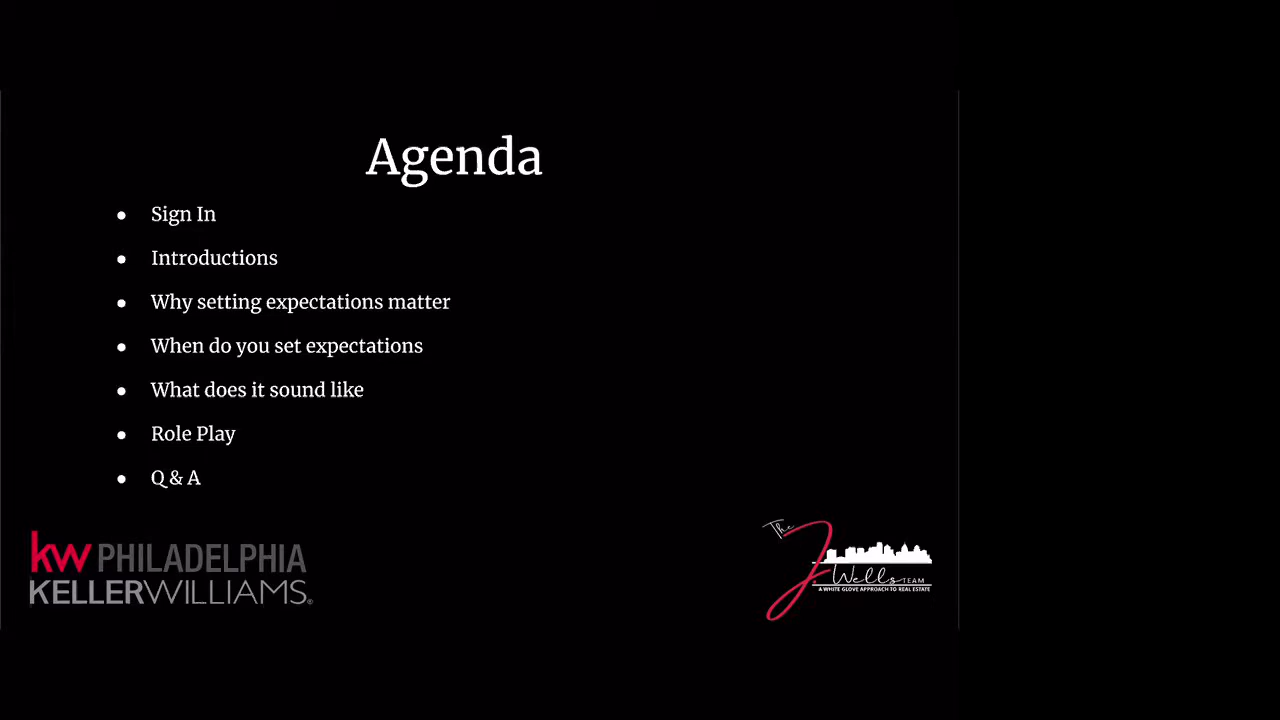 Agenda
● Sign In
● Introductions
● Why setting expectations matter
● When do you set expectations
● What does it sound like
● Role Play
● Q & A
kw PHILADELPHIA
KELLERWILLIAMS®
The
J. Wells TEAM
A WHITE GLOVE APPROACH TO REAL ESTATE